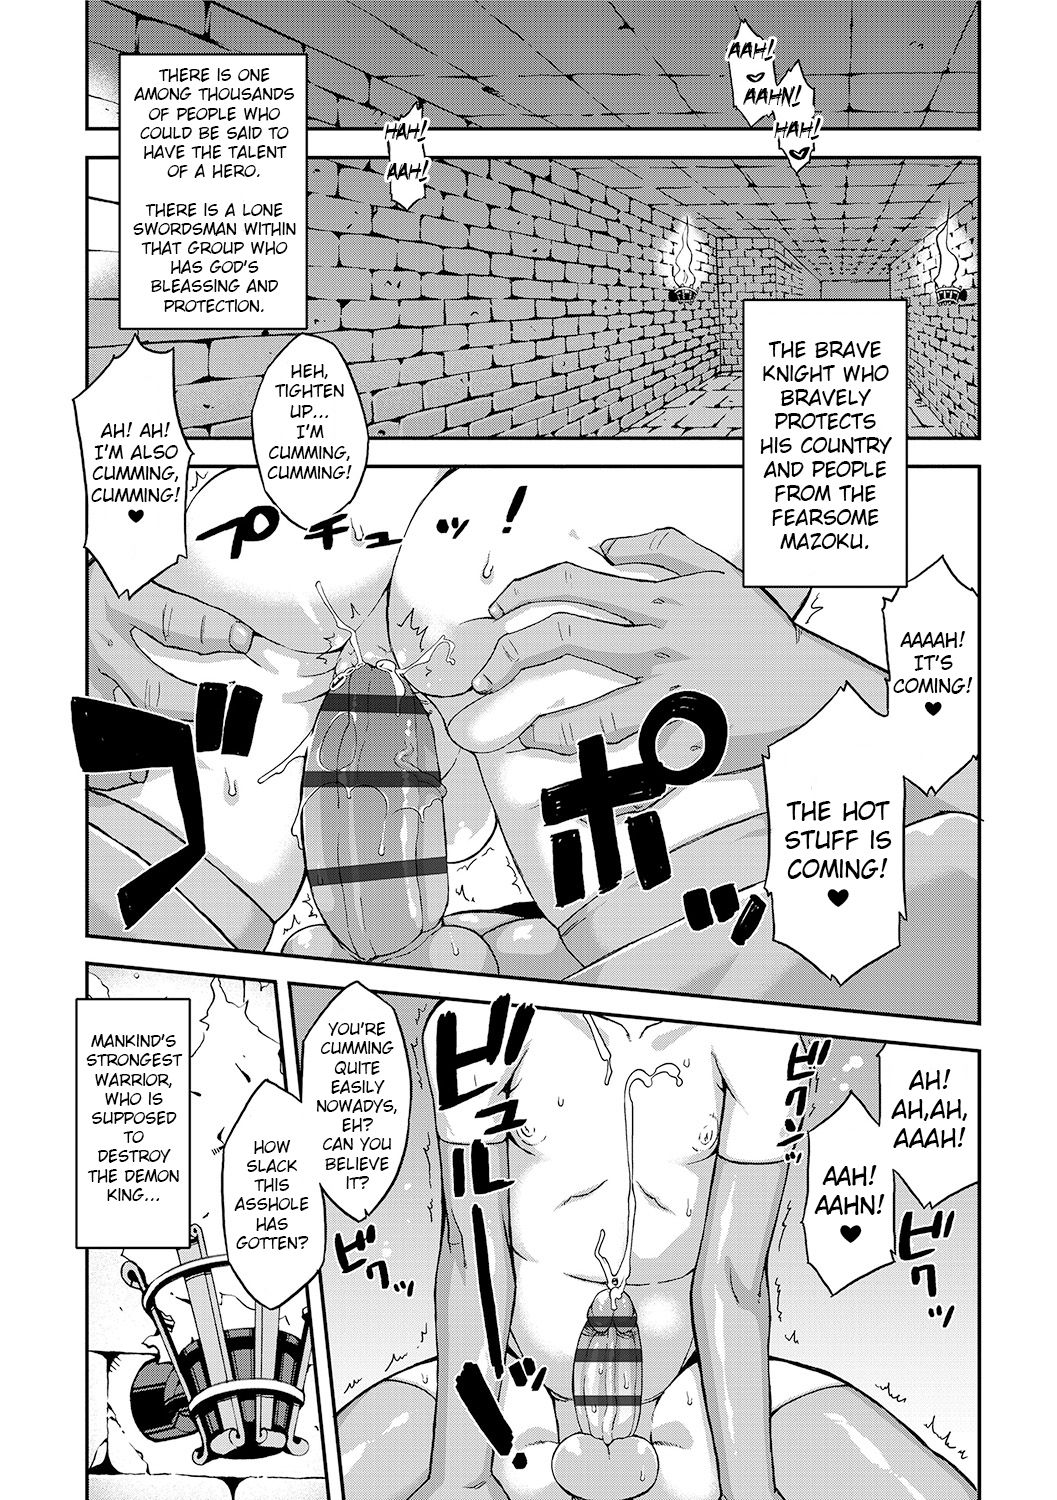 AAH!
♥
AAHN!
HAH!
♥
HAH!
AAH!
THERE IS ONE
AMONG THOUSANDS
OF PEOPLE WHO
COULD BE SAID TO
HAVE THE TALENT
OF A HERO.
THERE IS A LONE
SWORDSMAN WITHIN
THAT GROUP WHO
HAS GOD'S
BLEASSING AND
PROTECTION.
THE BRAVE
KNIGHT WHO
BRAVELY
PROTECTS
HIS COUNTRY
AND PEOPLE
FROM THE
FEARSOME
MAZOKU.
HEH,
TIGHTEN
UP...
I'M
CUMMING,
CUMMING!
AH! AH!
I'M ALSO
CUMMING,
CUMMING!
♥
プチュッ!
AAAAH!
IT'S
COMING!
♥
THE HOT
STUFF IS
COMING!
♥
ズポ
MANKIND'S
STRONGEST
WARRIOR,
WHO IS
SUPPOSED
TO
DESTROY
THE DEMON
KING...
YOU'RE
CUMMING
QUITE
EASILY
NOWADYS,
EH?
CAN YOU
BELIEVE
IT?
HOW
SLACK
THIS
ASSHOLE
HAS
GOTTEN?
ビューッ
ビクン
AH!
AH,AH,
AAAH!
AAH!
AAHN!
♥
ビクッ
ビクッ